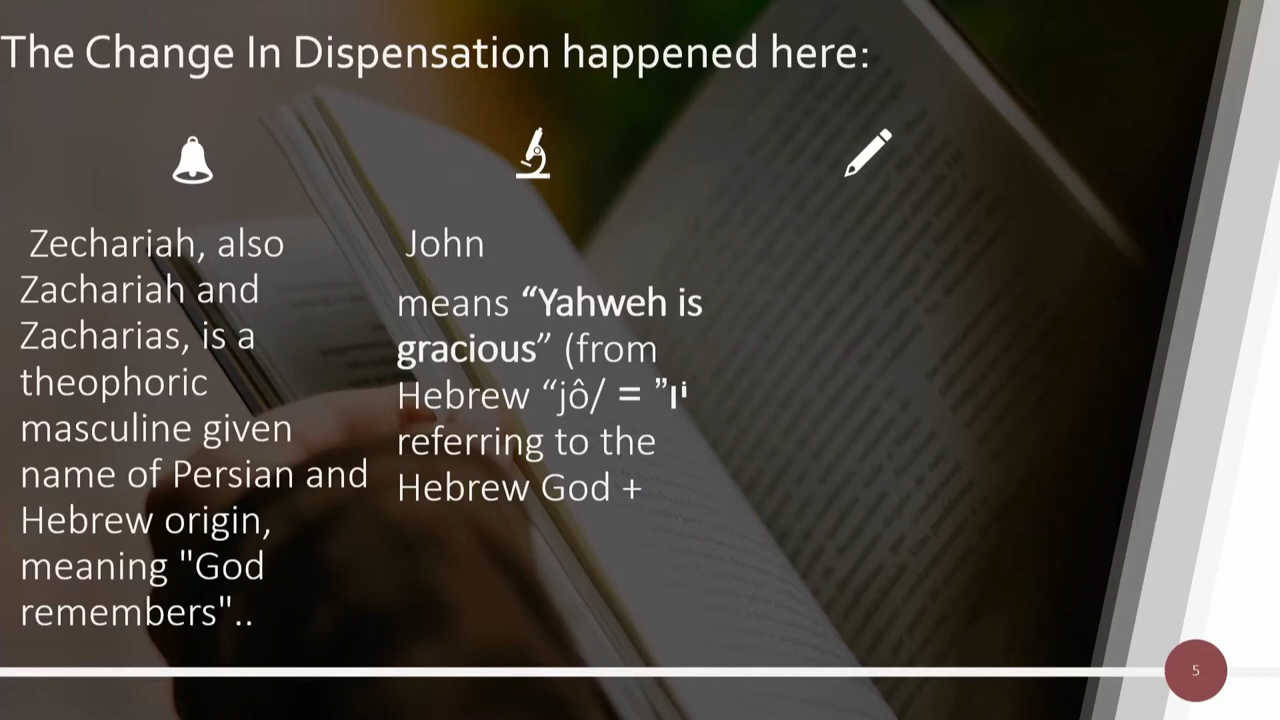 The Change In Dispensation happened here:
Zechariah, also
Zachariah and
Zacharias, is a
theophoric
masculine given
name of Persian and
Hebrew origin,
meaning "God
remembers"..
John
means “Yahweh is
gracious” (from
Hebrew “jô/ = ”יוֹ
referring to the
Hebrew God +
5